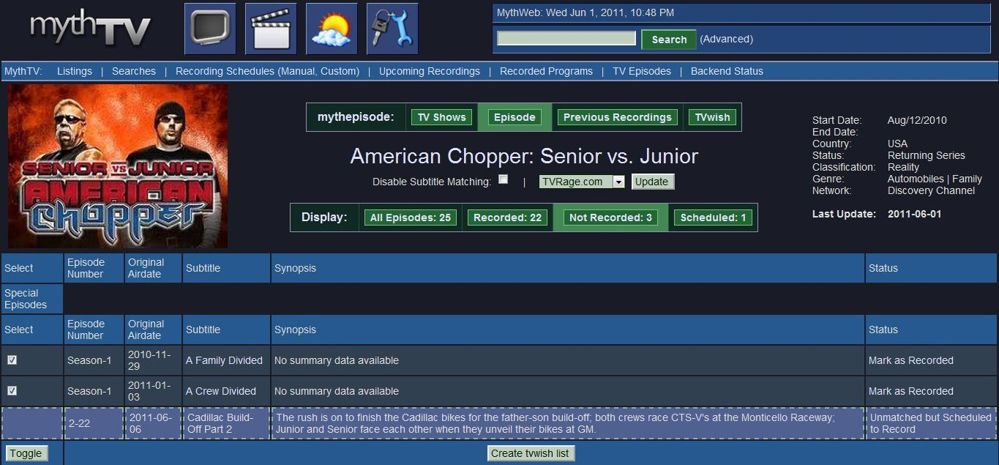 mythTV
MythWeb: Wed Jun 1, 2011, 10:48 PM
Search (Advanced)
MythTV: Listings | Searches | Recording Schedules (Manual, Custom) | Upcoming Recordings | Recorded Programs | TV Episodes | Backend Status
SENIOR VS JUNIOR
AMERICAN
Chopper
mythepisode: TV Shows Episode Previous Recordings TVwish
American Chopper: Senior vs. Junior
Disable Subtitle Matching: | TVRage.com Update
Display: All Episodes: 25 Recorded: 22 Not Recorded: 3 Scheduled: 1
Start Date: Aug/12/2010
End Date:
Country: USA
Status: Returning Series
Classification: Reality
Genre: Automobiles | Family
Network: Discovery Channel
Last Update: 2011-06-01
Select Episode Number Original Airdate Subtitle Synopsis Status
Special Episodes
Select Episode Number Original Airdate Subtitle Synopsis Status
Season-1 2010-11-29 A Family Divided No summary data available Mark as Recorded
Season-1 2011-01-03 A Crew Divided No summary data available Mark as Recorded
2-22 2011-06-06 Cadillac Build-Off Part 2 The rush is on to finish the Cadillac bikes for the father-son build-off; both crews race CTS-V's at the Monticello Raceway; Junior and Senior face each other when they unveil their bikes at GM. Unmatched but Scheduled to Record
Toggle Create tvwish list